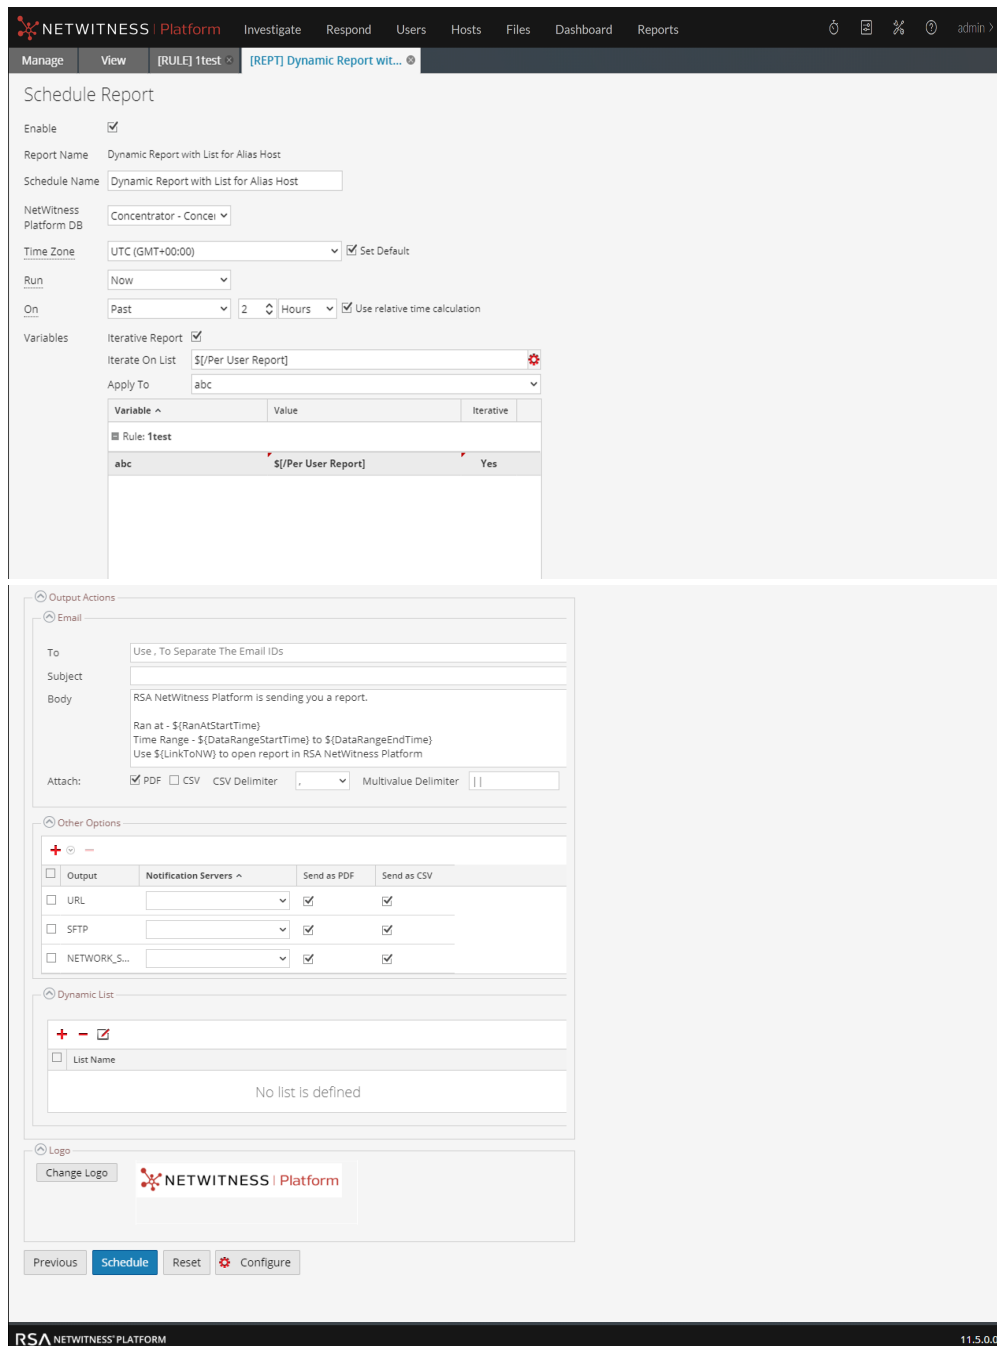 NETWITNESS | Platform Investigate Respond Users Hosts Files Dashboard Reports admin >
Manage View [RULE] 1test [REPT] Dynamic Report wit...
Schedule Report
Enable
Report Name Dynamic Report with List for Alias Host
Schedule Name Dynamic Report with List for Alias Host
NetWitness
Platform DB
Concentrator - Concer
Time Zone UTC (GMT+00:00) Set Default
Run Now
On Past 2 Hours Use relative time calculation
Variables Iterative Report
Iterate On List $[/Per User Report]
Apply To abc
Variable Value Iterative
Rule: 1test
abc $[/Per User Report] Yes
Output Actions
Email
To Use , To Separate The Email IDs
Subject
Body RSA NetWitness Platform is sending you a report.
Ran at - ${RanAtStartTime}
Time Range - ${DataRangeStartTime} to ${DataRangeEndTime}
Use ${LinkToNW} to open report in RSA NetWitness Platform
Attach: PDF CSV CSV Delimiter , Multivalue Delimiter ||
Other Options
Output Notification Servers Send as PDF Send as CSV
URL
SFTP
NETWORK_S...
Dynamic List
List Name
No list is defined
Logo
Change Logo NETWITNESS | Platform
Previous Schedule Reset Configure
RSA NETWITNESS® PLATFORM 11.5.0.0